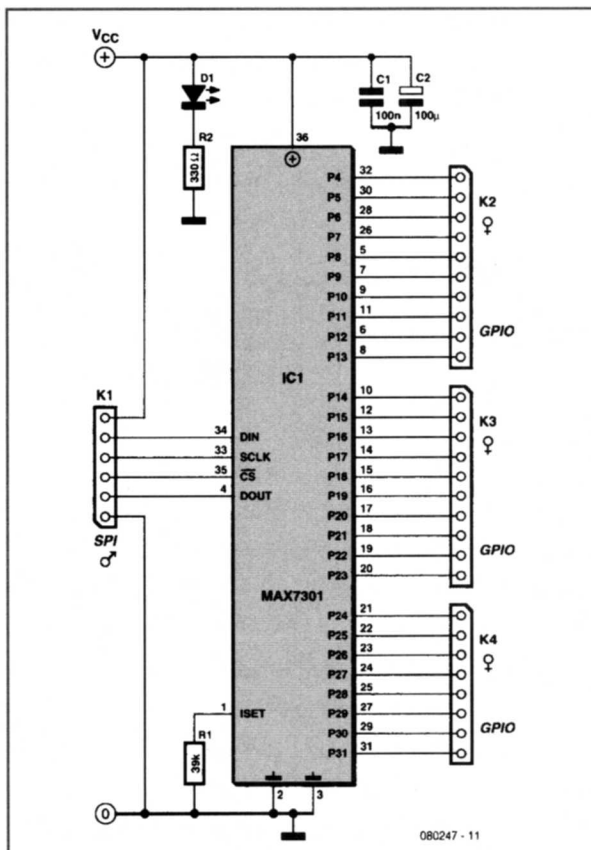 VCC
D1
C1
C2
100n
100µ
R2
330 Ω
36
P4 32
P5 30
P6 28
P7 26
P8 5
P9 7
P10 9
P11 11
P12 6
P13 8
K2
GPIO
IC1
K1
34 DIN
33 SCLK
35 CS
4 DOUT
SPI
P14 10
P15 12
P16 13
P17 14
P18 15
P19 16
P20 17
P21 18
P22 19
P23 20
K3
GPIO
MAX7301
P24 21
P25 22
P26 23
P27 24
P28 25
P29 27
P30 29
P31 31
K4
GPIO
1 ISET
R1
39k
0
2 3
080247 - 11